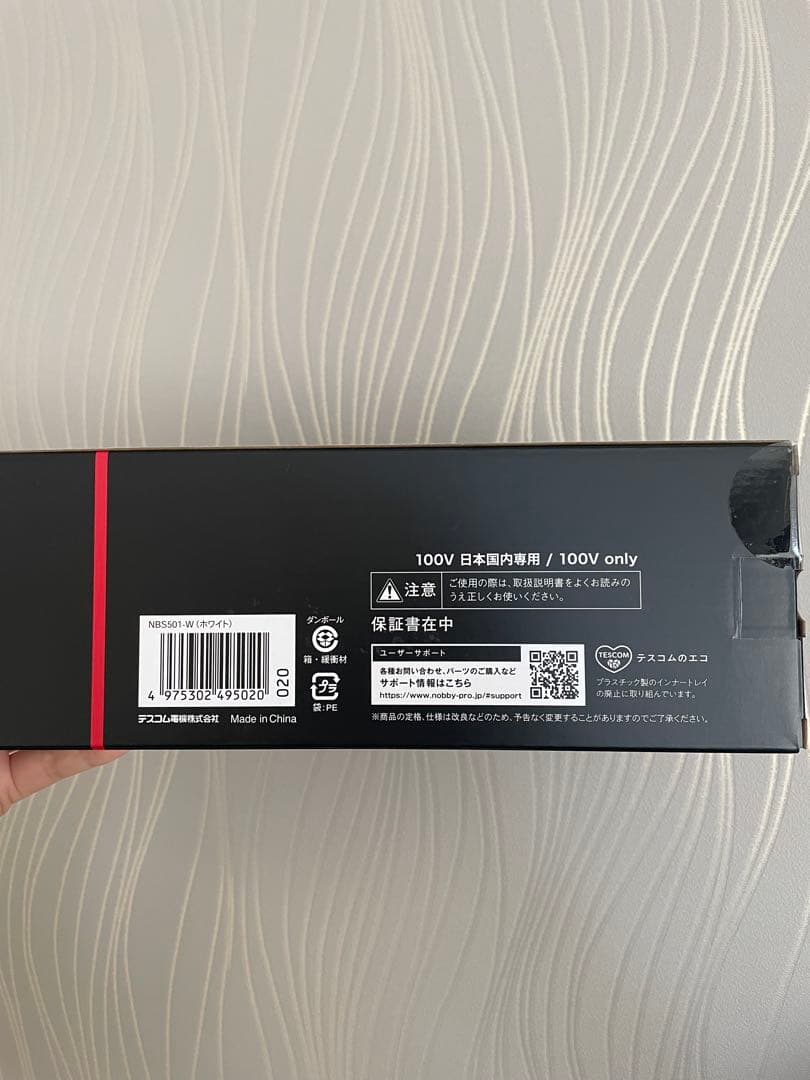 100V 日本国内専用 / 100V only
注意
ご使用の際は、取扱説明書をよくお読みの
うえ正しくお使いください。
保証書在中
NBS501-W (ホワイト)
4 975302 495020
020
テスコム電機株式会社 Made in China
ダンボール
箱・緩衝材
プラ
袋:PE
ユーザーサポート
各種お問い合わせ、パーツのご購入など
サポート情報はこちら
https://www.nobby-pro.jp/#support
TESCOM
テスコムのエコ
プラスチック製のインナートレイ
の廃止に取り組んでいます。
※商品の定格、仕様は改良などのため、予告なく変更することがありますのでご了承ください。